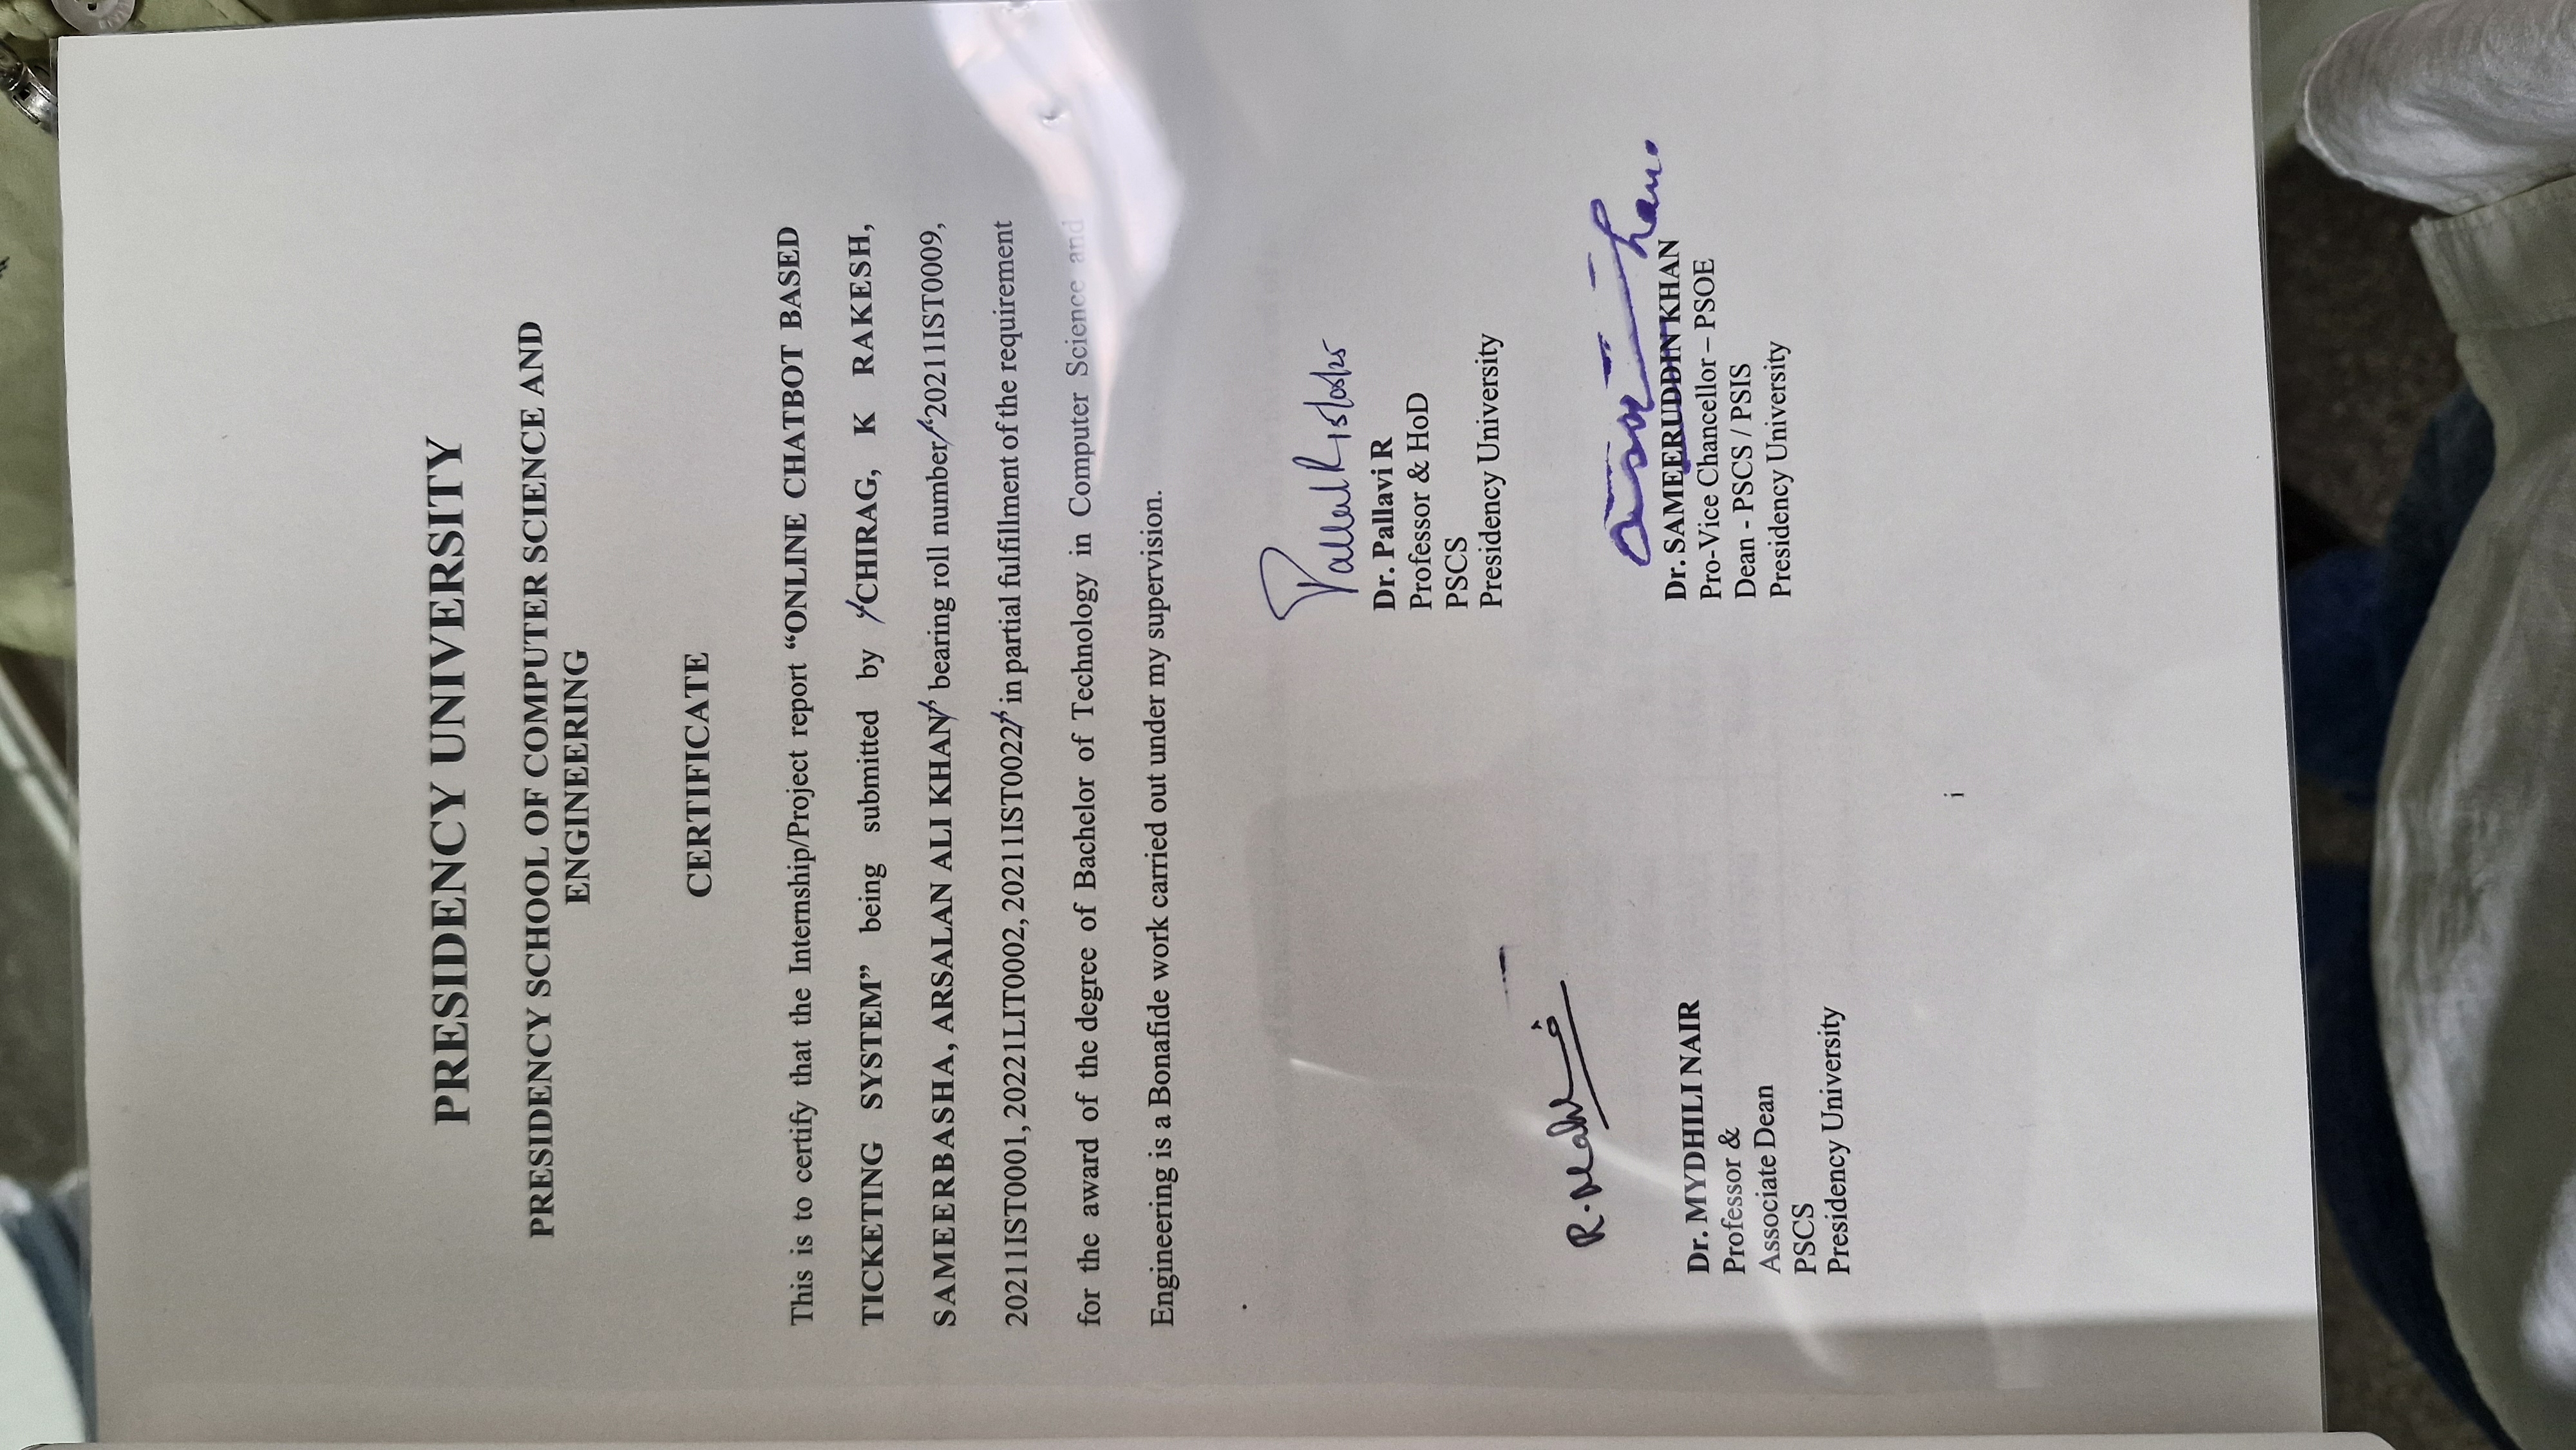 PRESIDENCY UNIVERSITY
PRESIDENCY SCHOOL OF COMPUTER SCIENCE AND
ENGINEERING
CERTIFICATE
This is to certify that the Internship/Project report “ONLINE CHATBOT BASED
TICKETING SYSTEM” being submitted by “CHIRAG, K RAKESH,
SAMEERBASHA, ARSALAN ALI KHAN” bearing roll number “20211IST0009,
20211IST0001, 20221LIT0002, 20211IST0022” in partial fulfillment of the requirement
for the award of the degree of Bachelor of Technology in Computer Science and
Engineering is a Bonafide work carried out under my supervision.
15/05/25
Dr. Pallavi R
Professor & HoD
PSCS
Presidency University
Dr. MYDHILI NAIR
Professor &
Associate Dean
PSCS
Presidency University
Dr. SAMEERUDDIN KHAN
Pro-Vice Chancellor – PSOE
Dean - PSCS / PSIS
Presidency University
i